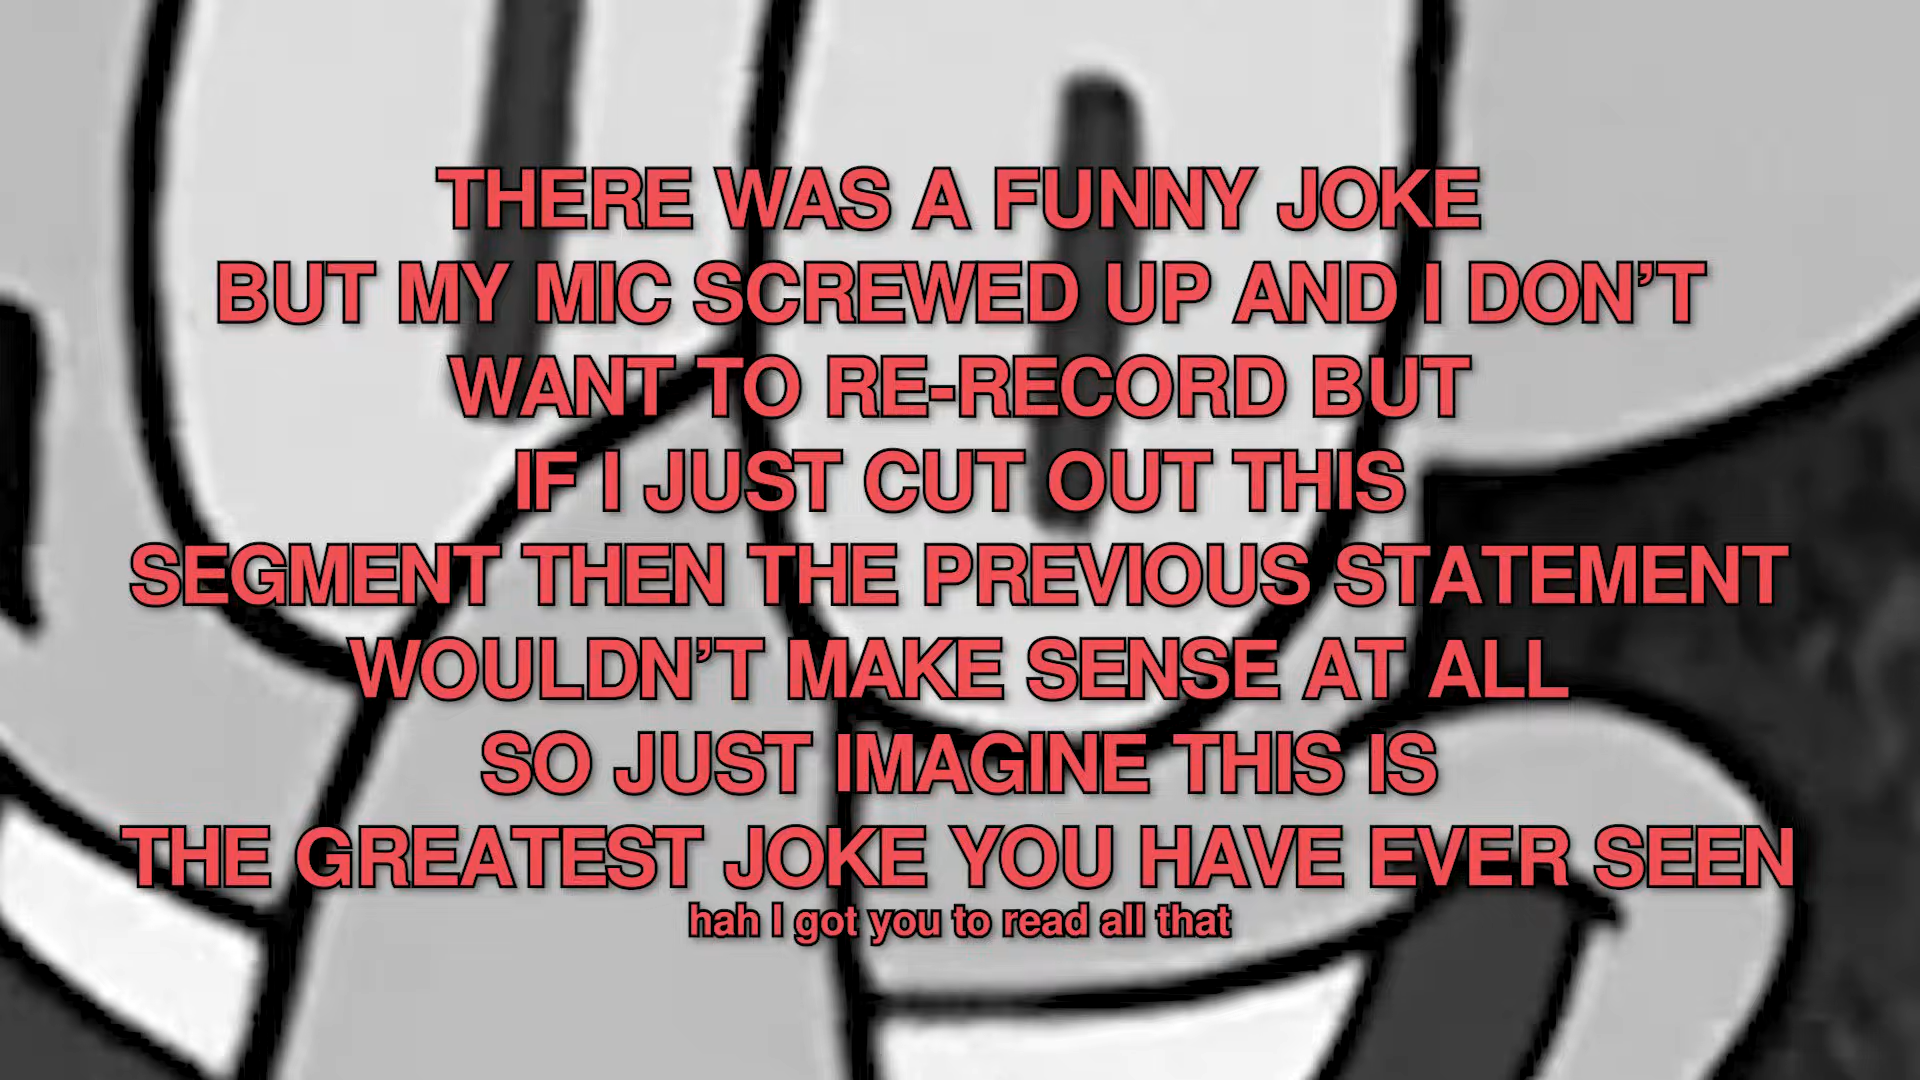 THERE WAS A FUNNY JOKE
BUT MY MIC SCREWED UP AND I DON’T
WANT TO RE-RECORD BUT
IF I JUST CUT OUT THIS
SEGMENT THEN THE PREVIOUS STATEMENT
WOULDN’T MAKE SENSE AT ALL
SO JUST IMAGINE THIS IS
THE GREATEST JOKE YOU HAVE EVER SEEN
hah I got you to read all that